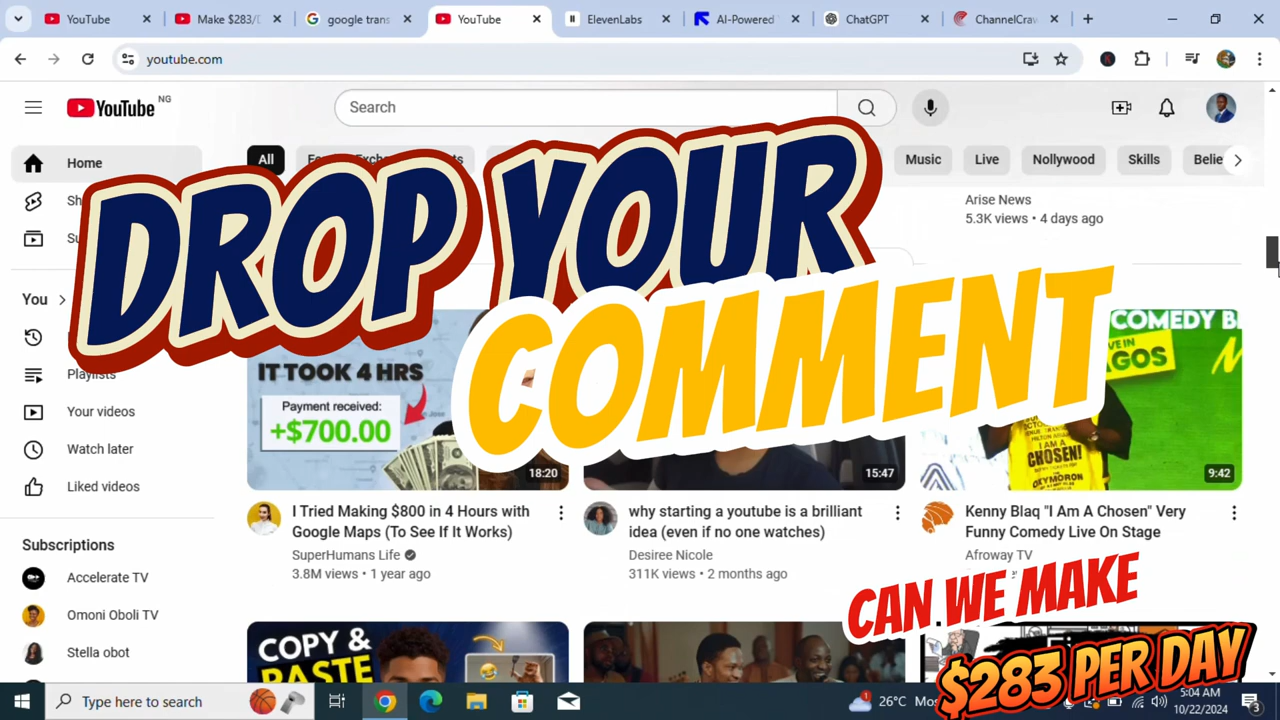 YouTube
Make $283/D
google trans
YouTube
ElevenLabs
AI-Powered
ChatGPT
ChannelCraw
youtube.com
YouTube NG
Search
Home
All
Music
Live
Nollywood
Skills
Belie
DROP YOUR
COMMENT
Arise News
5.3K views • 4 days ago
You
Playlists
Your videos
Watch later
Liked videos
Subscriptions
Accelerate TV
Omoni Oboli TV
Stella obot
IT TOOK 4 HRS
Payment received:
+$700.00
18:20
I Tried Making $800 in 4 Hours with
Google Maps (To See If It Works)
SuperHumans Life
3.8M views • 1 year ago
15:47
why starting a youtube is a brilliant
idea (even if no one watches)
Desiree Nicole
311K views • 2 months ago
COMEDY B
VE IN
AGOS
I AM A
CHOSEN!
OXYMORON
9:42
Kenny Blaq "I Am A Chosen" Very
Funny Comedy Live On Stage
Afroway TV
COPY &
PASTE
CAN WE MAKE
$283 PER DAY
Type here to search
26°C
5:04 AM
10/22/2024
3